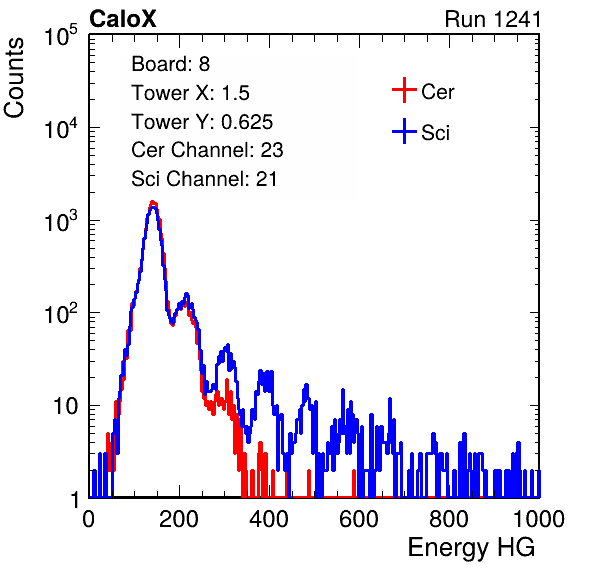 CaloX Run 1241
Counts
Board: 8
Tower X: 1.5
Tower Y: 0.625
Cer Channel: 23
Sci Channel: 21
Cer
Sci
10^5
10^4
10^3
10^2
10
1
0 200 400 600 800 1000
Energy HG